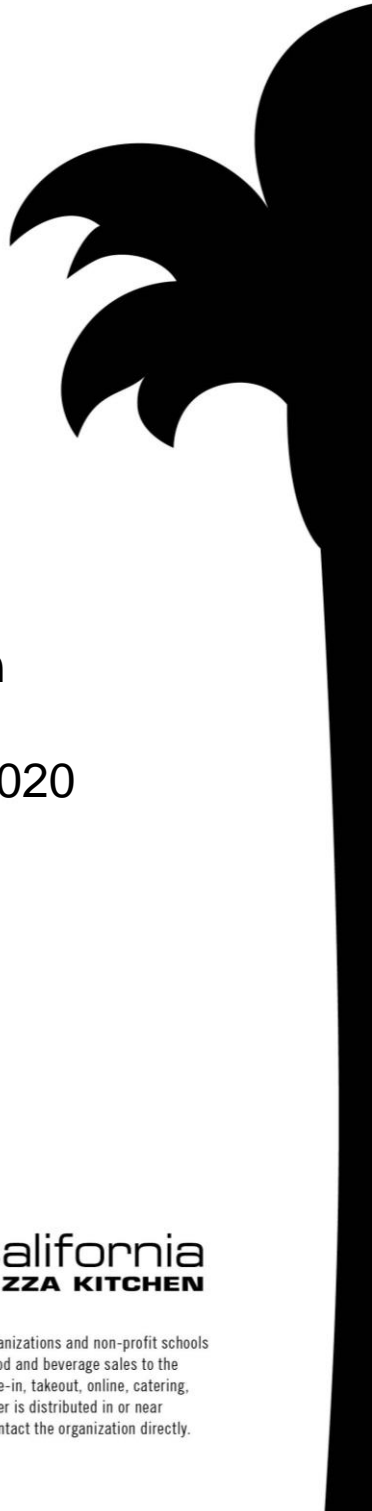 020
alifornia
ZZA KITCHEN
anizations and non-profit schools
od and beverage sales to the
e-in, takeout, online, catering,
er is distributed in or near
ntact the organization directly.